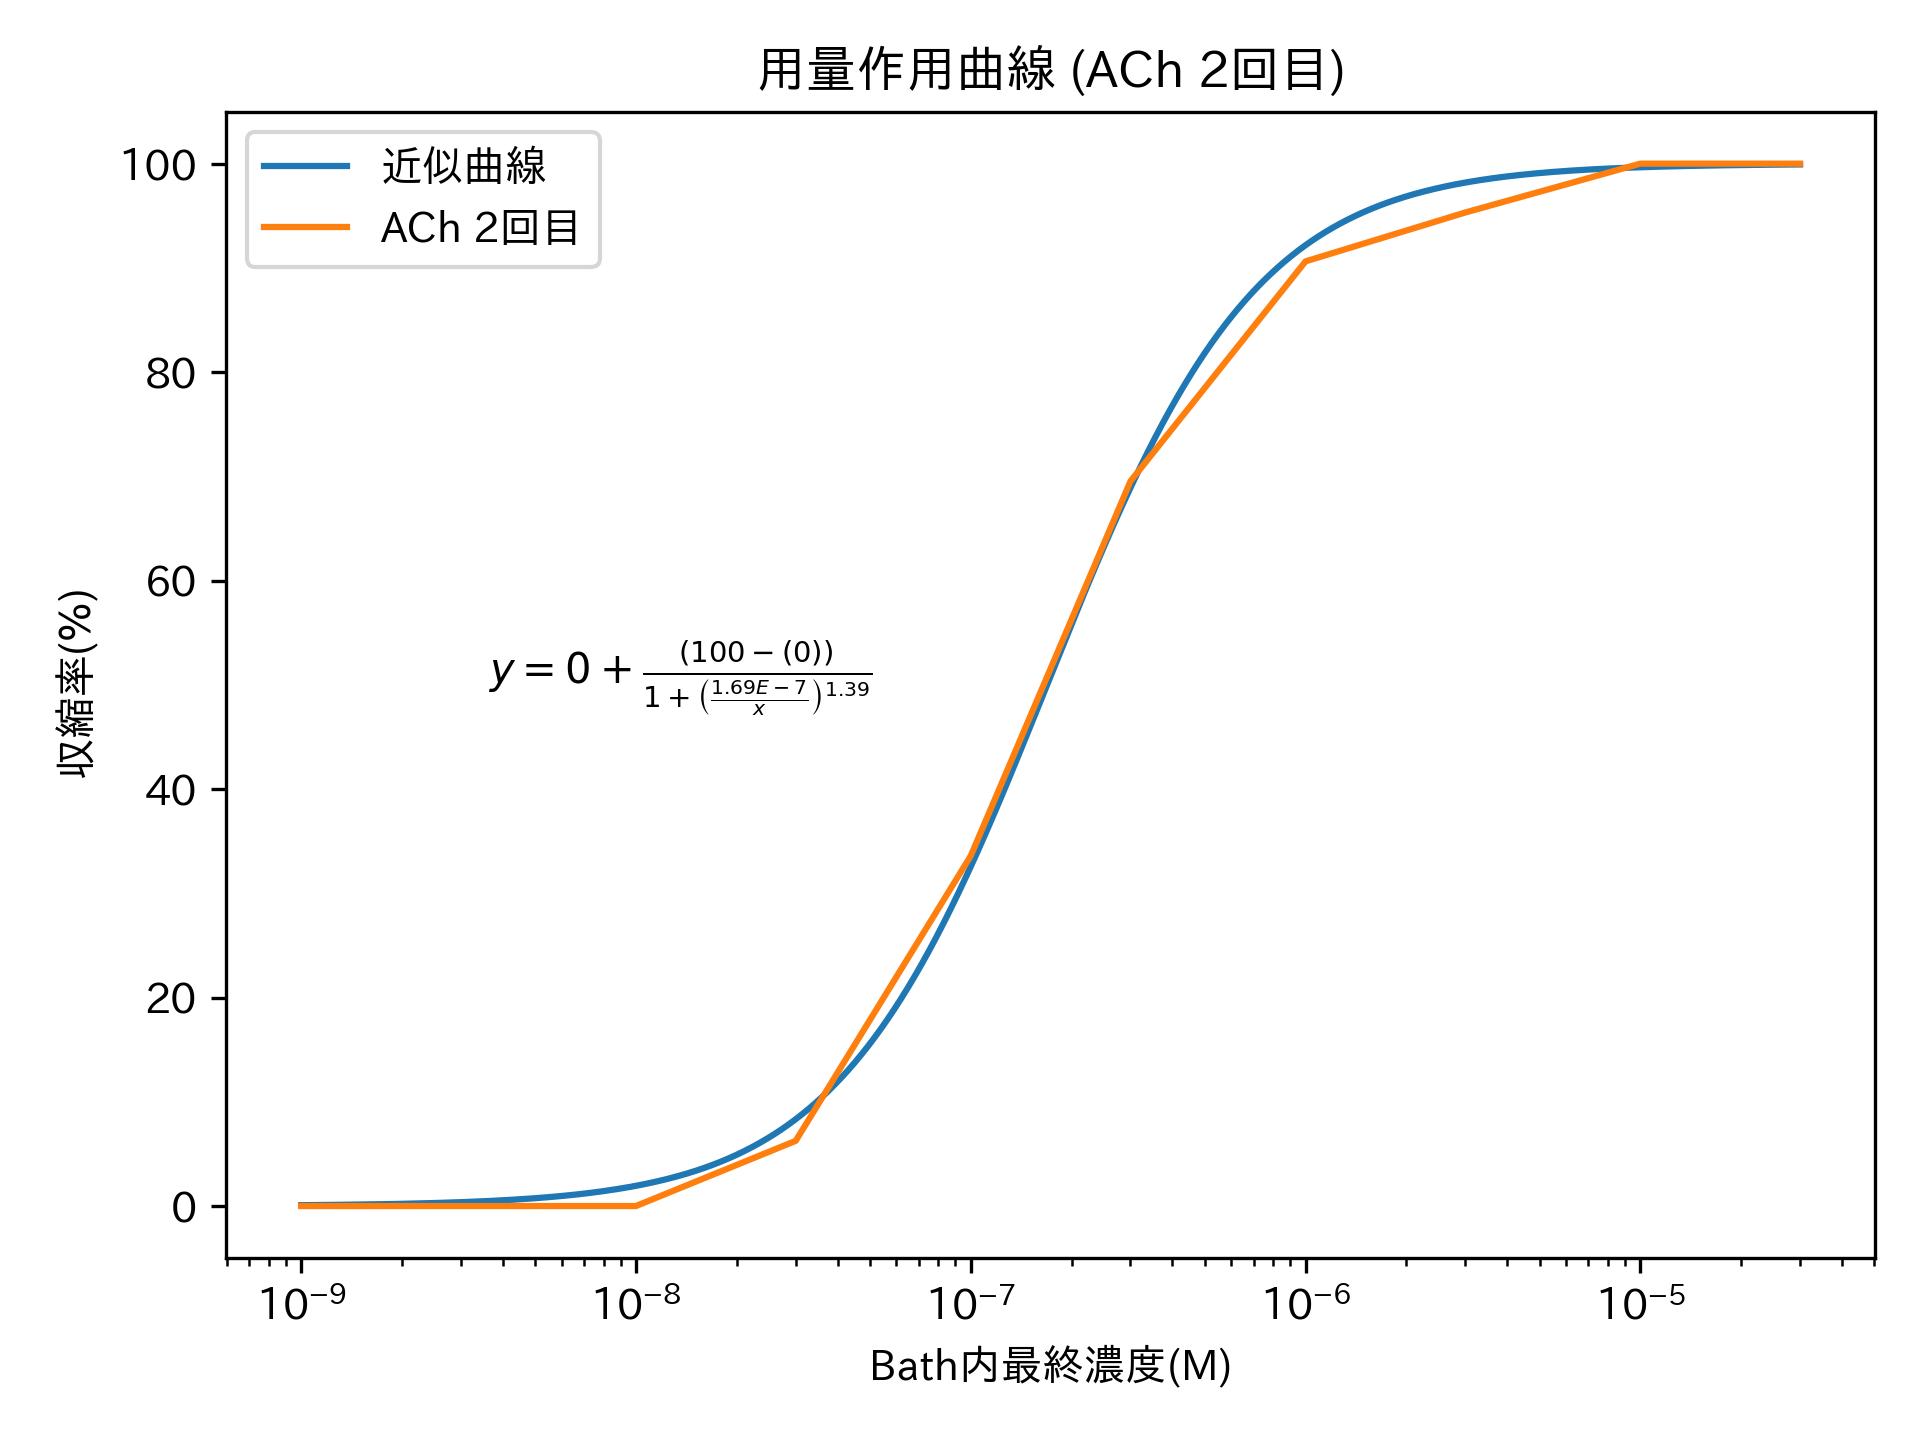 用量作用曲線 (ACh 2回目)
近似曲線
ACh 2回目
100
80
60
40
20
0
収縮率(%)
y = 0 + \frac{(100 − (0))}{1 + (\frac{1.69E − 7}{x})^{1.39}}
10⁻⁹ 10⁻⁸ 10⁻⁷ 10⁻⁶ 10⁻⁵
Bath内最終濃度(M)